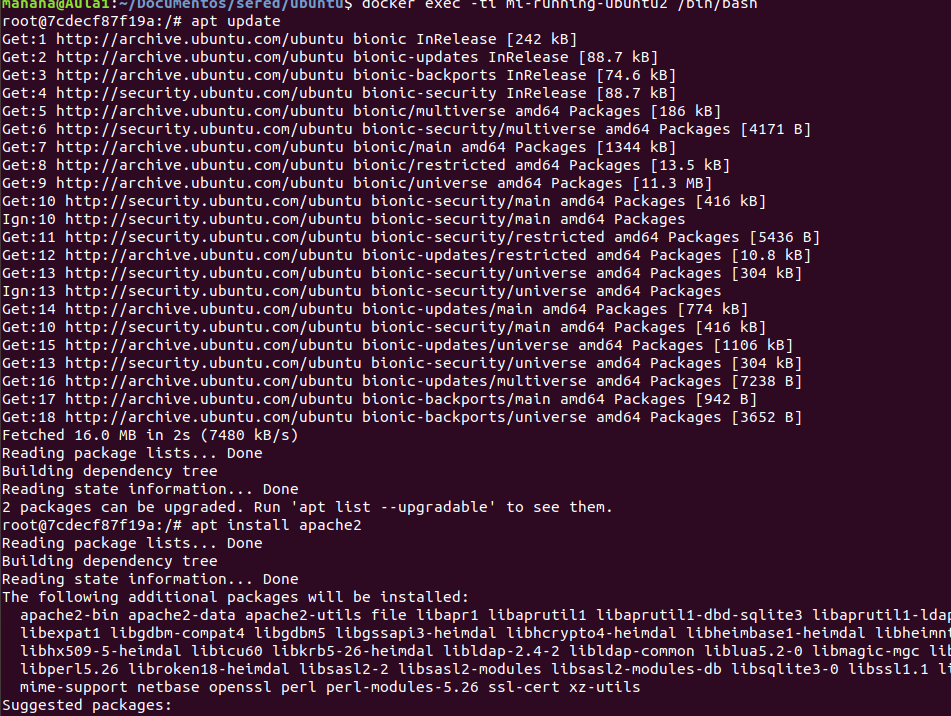 manana@Aula1:~/Documentos/sered/ubuntu$ docker exec -ti mi-running-ubuntu2 /bin/bash
root@7cdecf87f19a:/# apt update
Get:1 http://archive.ubuntu.com/ubuntu bionic InRelease [242 kB]
Get:2 http://archive.ubuntu.com/ubuntu bionic-updates InRelease [88.7 kB]
Get:3 http://archive.ubuntu.com/ubuntu bionic-backports InRelease [74.6 kB]
Get:4 http://security.ubuntu.com/ubuntu bionic-security InRelease [88.7 kB]
Get:5 http://archive.ubuntu.com/ubuntu bionic/multiverse amd64 Packages [186 kB]
Get:6 http://security.ubuntu.com/ubuntu bionic-security/multiverse amd64 Packages [4171 B]
Get:7 http://archive.ubuntu.com/ubuntu bionic/main amd64 Packages [1344 kB]
Get:8 http://archive.ubuntu.com/ubuntu bionic/restricted amd64 Packages [13.5 kB]
Get:9 http://archive.ubuntu.com/ubuntu bionic/universe amd64 Packages [11.3 MB]
Get:10 http://security.ubuntu.com/ubuntu bionic-security/main amd64 Packages [416 kB]
Ign:10 http://security.ubuntu.com/ubuntu bionic-security/main amd64 Packages
Get:11 http://security.ubuntu.com/ubuntu bionic-security/restricted amd64 Packages [5436 B]
Get:12 http://archive.ubuntu.com/ubuntu bionic-updates/restricted amd64 Packages [10.8 kB]
Get:13 http://security.ubuntu.com/ubuntu bionic-security/universe amd64 Packages [304 kB]
Ign:13 http://security.ubuntu.com/ubuntu bionic-security/universe amd64 Packages
Get:14 http://archive.ubuntu.com/ubuntu bionic-updates/main amd64 Packages [774 kB]
Get:10 http://security.ubuntu.com/ubuntu bionic-security/main amd64 Packages [416 kB]
Get:15 http://archive.ubuntu.com/ubuntu bionic-updates/universe amd64 Packages [1106 kB]
Get:13 http://security.ubuntu.com/ubuntu bionic-security/universe amd64 Packages [304 kB]
Get:16 http://archive.ubuntu.com/ubuntu bionic-updates/multiverse amd64 Packages [7238 B]
Get:17 http://archive.ubuntu.com/ubuntu bionic-backports/main amd64 Packages [942 B]
Get:18 http://archive.ubuntu.com/ubuntu bionic-backports/universe amd64 Packages [3652 B]
Fetched 16.0 MB in 2s (7480 kB/s)
Reading package lists... Done
Building dependency tree
Reading state information... Done
2 packages can be upgraded. Run 'apt list --upgradable' to see them.
root@7cdecf87f19a:/# apt install apache2
Reading package lists... Done
Building dependency tree
Reading state information... Done
The following additional packages will be installed:
apache2-bin apache2-data apache2-utils file libapr1 libaprutil1 libaprutil1-dbd-sqlite3 libaprutil1-ldap
libexpat1 libgdbm-compat4 libgdbm5 libgssapi3-heimdal libhcrypto4-heimdal libheimbase1-heimdal libheimnt
libhx509-5-heimdal libicu60 libkrb5-26-heimdal libldap-2.4-2 libldap-common liblua5.2-0 libmagic-mgc lib
libperl5.26 libroken18-heimdal libsasl2-2 libsasl2-modules libsasl2-modules-db libsqlite3-0 libssl1.1 li
mime-support netbase openssl perl perl-modules-5.26 ssl-cert xz-utils
Suggested packages: